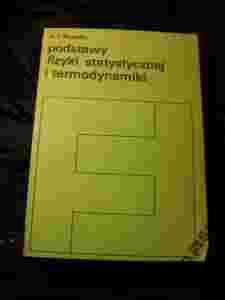 podstawy
fizyki statystycznej
i termodynamiki